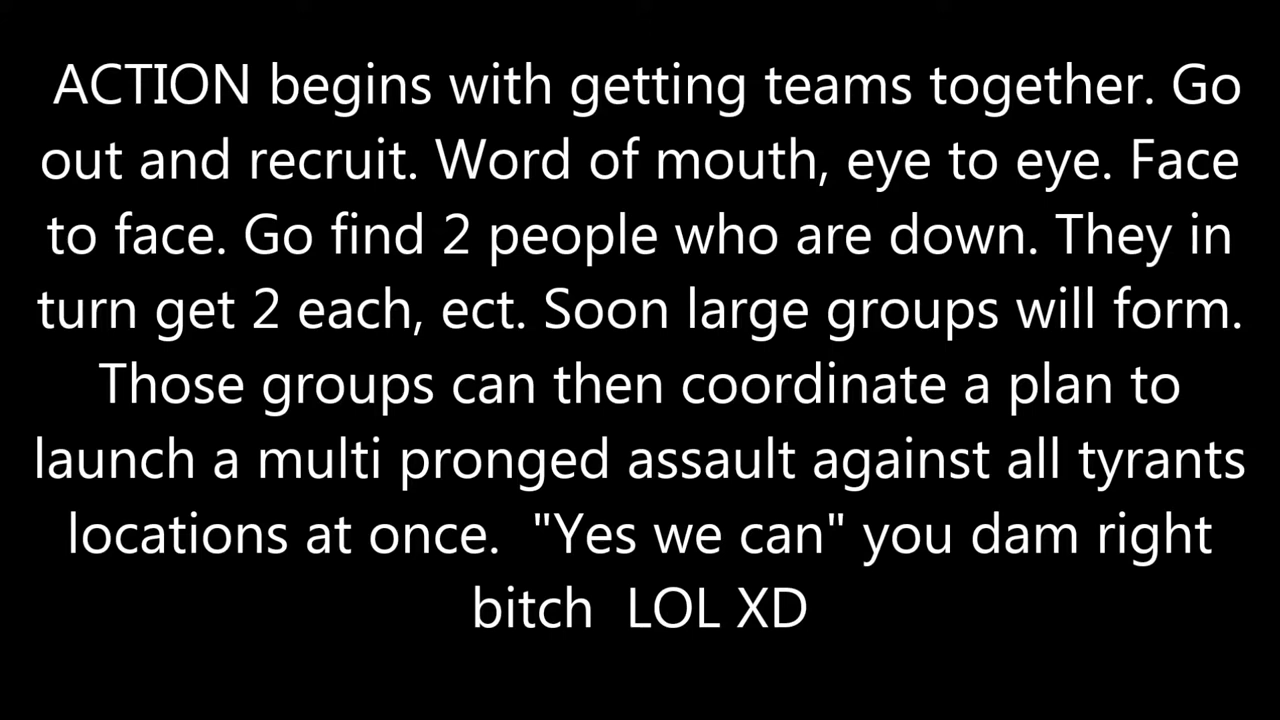 ACTION begins with getting teams together. Go
out and recruit. Word of mouth, eye to eye. Face
to face. Go find 2 people who are down. They in
turn get 2 each, ect. Soon large groups will form.
Those groups can then coordinate a plan to
launch a multi pronged assault against all tyrants
locations at once.  "Yes we can" you dam right
bitch  LOL XD